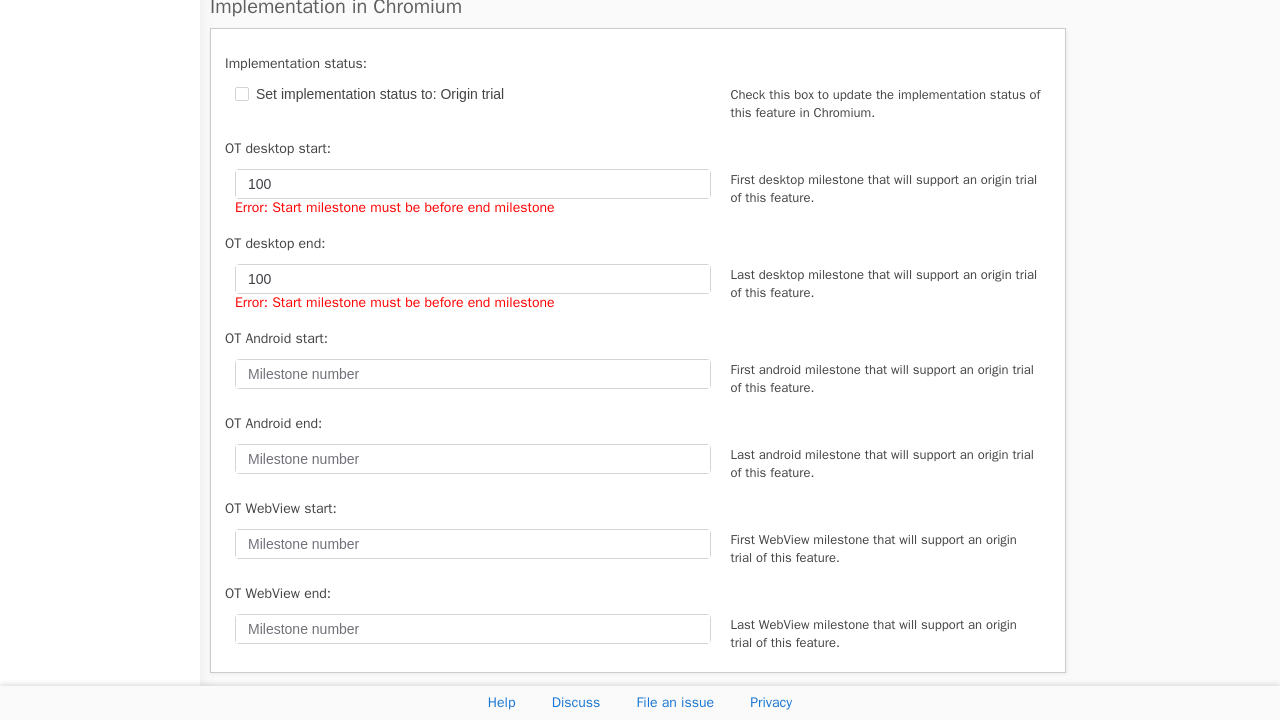 Implementation in Chromium
Implementation status:
Set implementation status to: Origin trial
Check this box to update the implementation status of
this feature in Chromium.
OT desktop start:
100
Error: Start milestone must be before end milestone
First desktop milestone that will support an origin trial
of this feature.
OT desktop end:
100
Error: Start milestone must be before end milestone
Last desktop milestone that will support an origin trial
of this feature.
OT Android start:
Milestone number
First android milestone that will support an origin trial
of this feature.
OT Android end:
Milestone number
Last android milestone that will support an origin trial
of this feature.
OT WebView start:
Milestone number
First WebView milestone that will support an origin
trial of this feature.
OT WebView end:
Milestone number
Last WebView milestone that will support an origin
trial of this feature.
Help Discuss File an issue Privacy